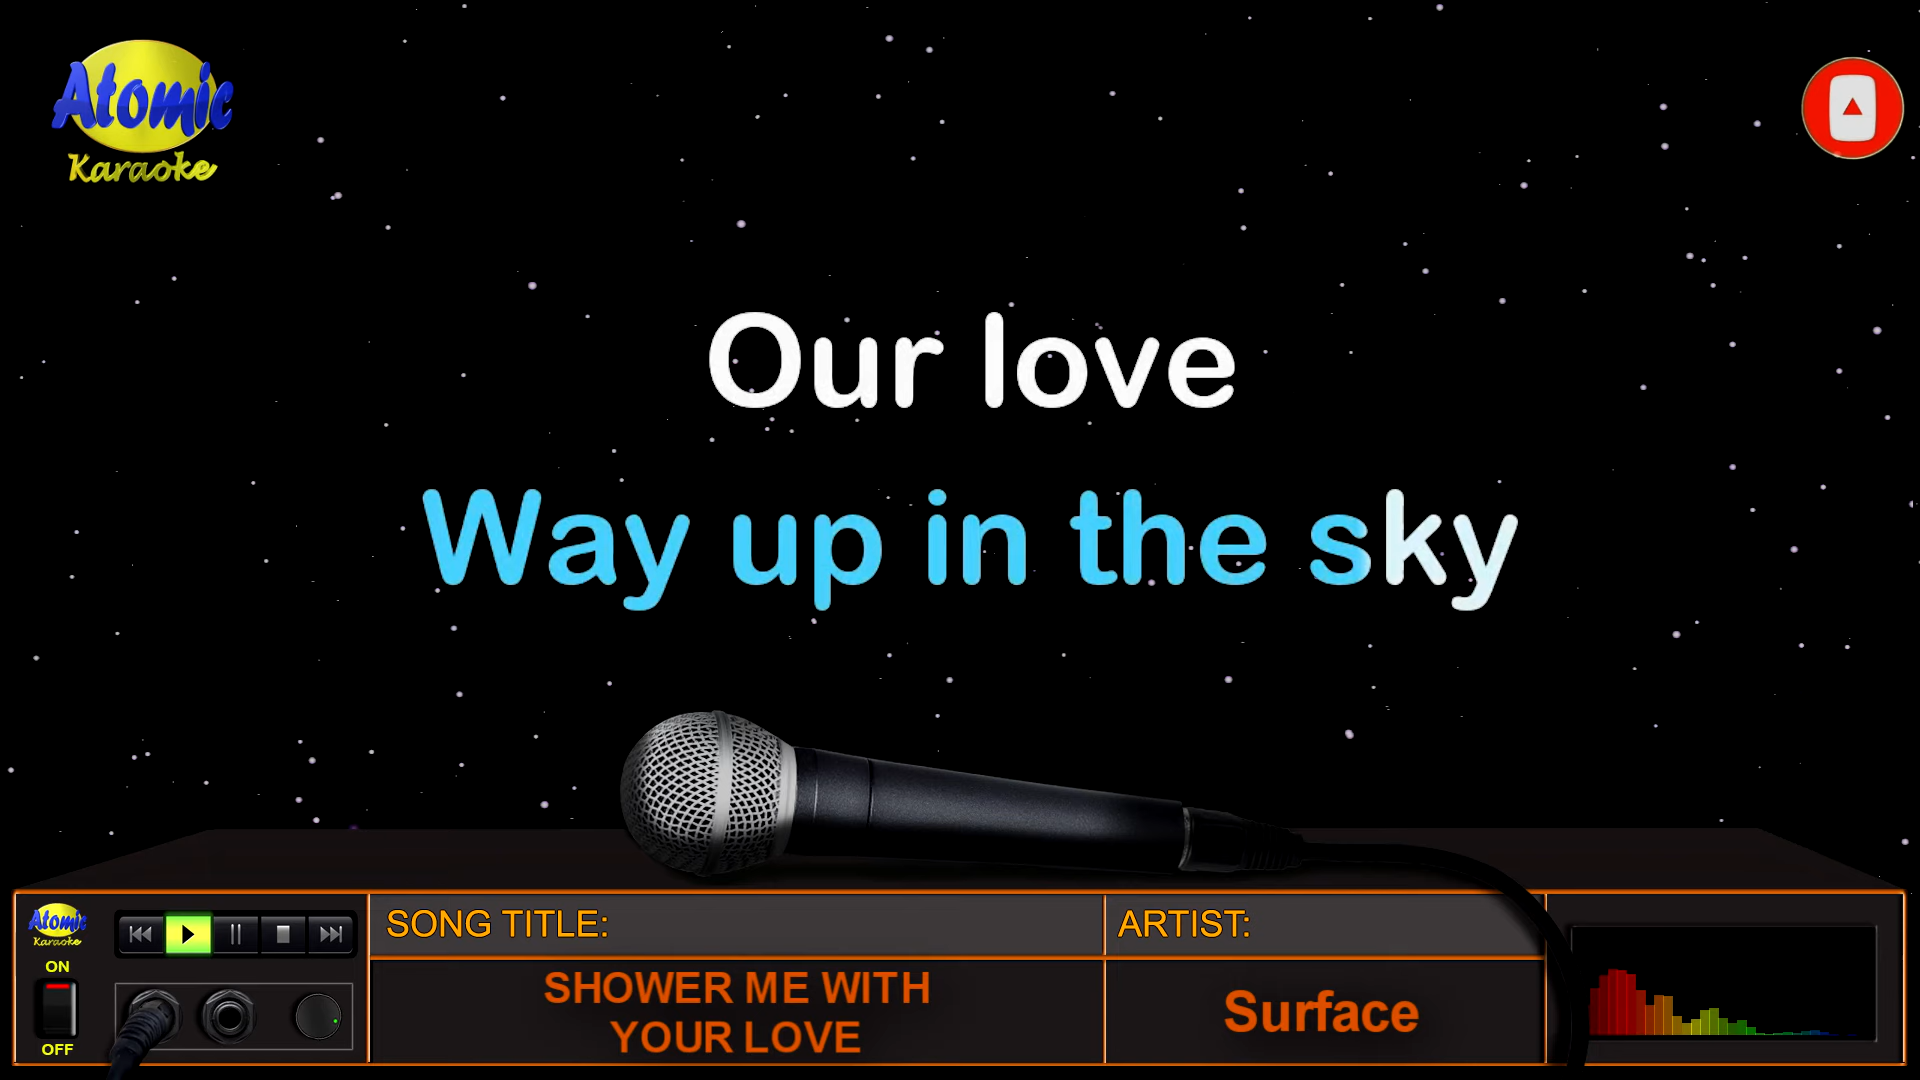 Atomic
Karaoke
Our love
Way up in the sky
Atomic
Karaoke
ON
OFF
SONG TITLE:
SHOWER ME WITH
YOUR LOVE
ARTIST:
Surface